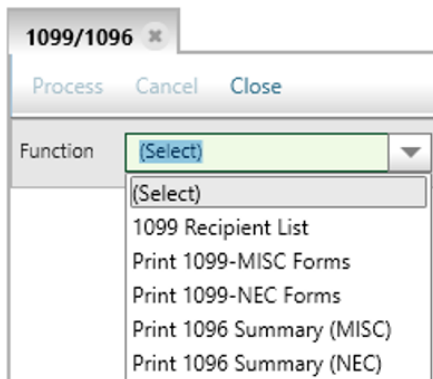 1099/1096
Process Cancel Close
Function (Select)
(Select)
1099 Recipient List
Print 1099-MISC Forms
Print 1099-NEC Forms
Print 1096 Summary (MISC)
Print 1096 Summary (NEC)